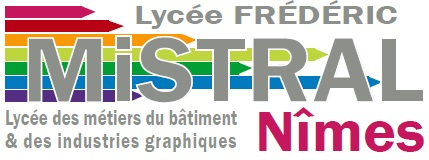 Lycée FRÉDÉRIC
MiSTRAL
Lycée des métiers du bâtiment
& des industries graphiques
Nîmes